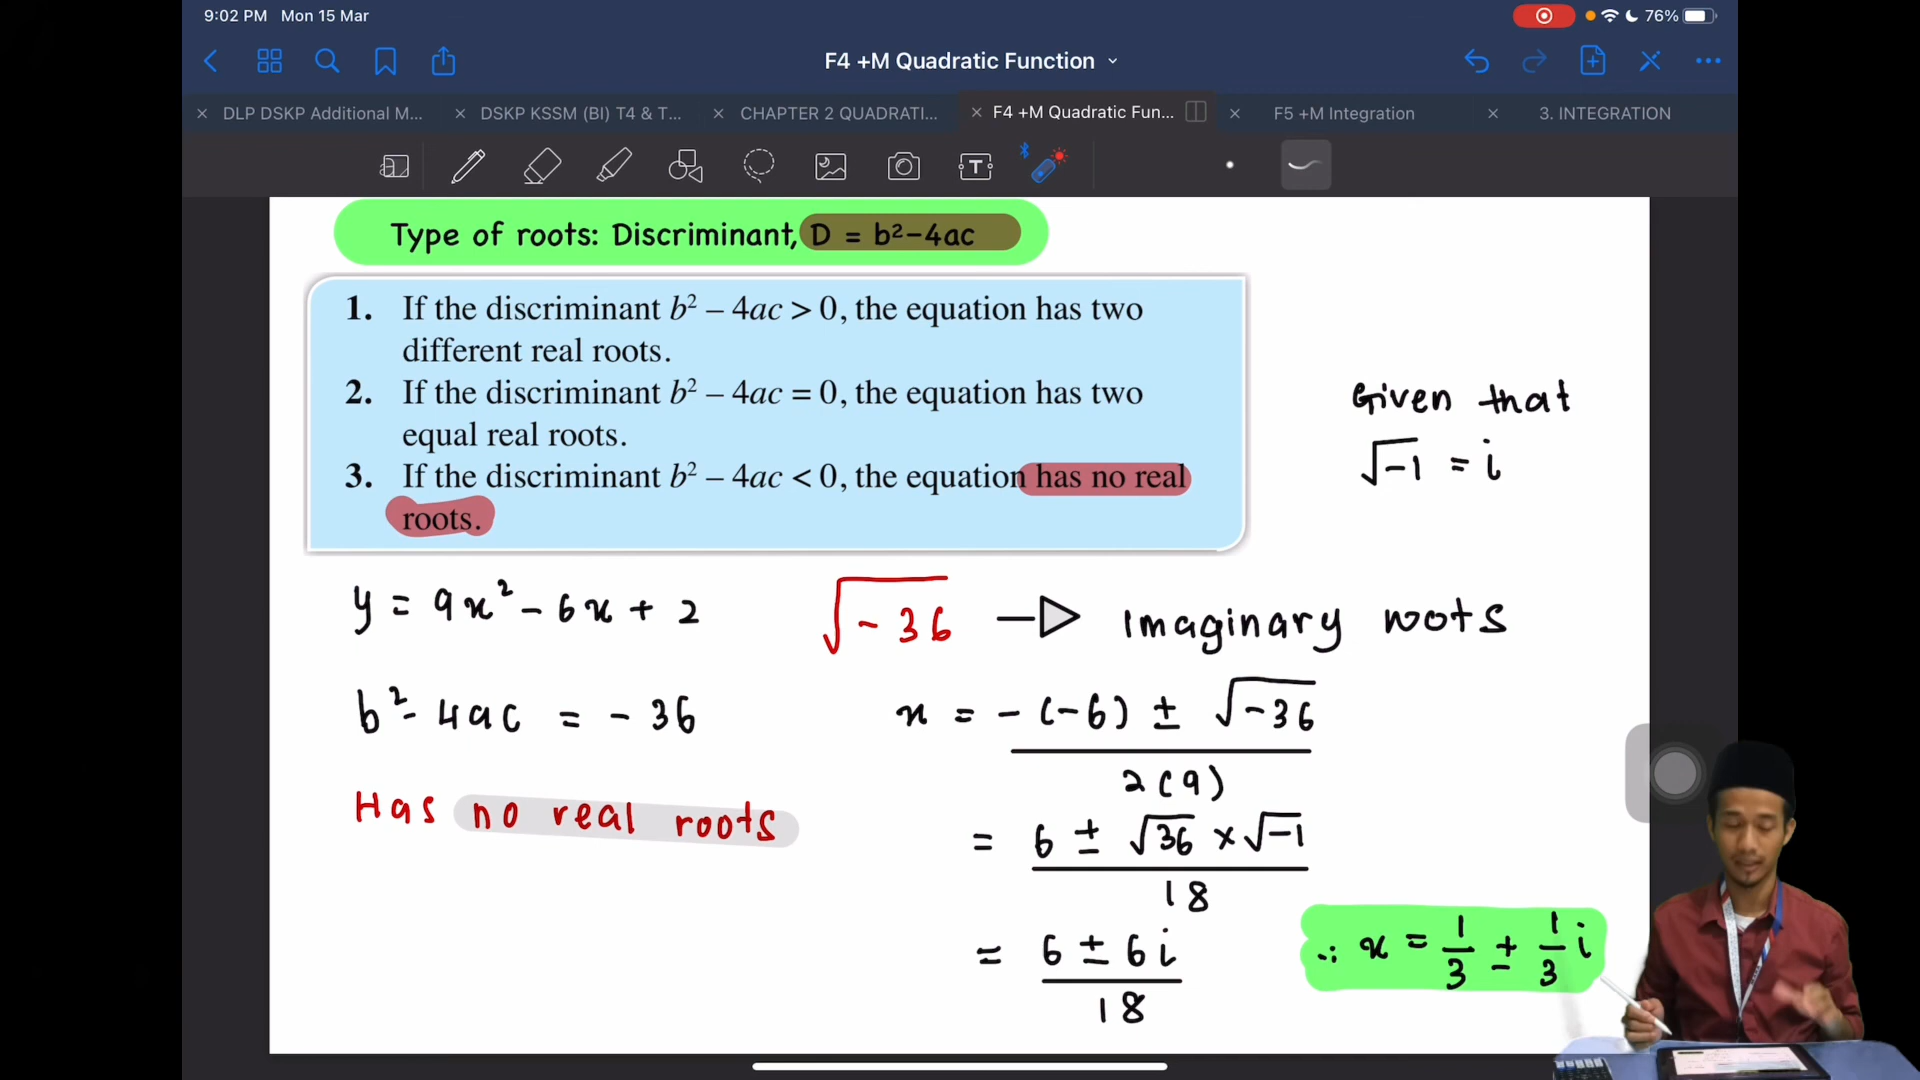 9:02 PM Mon 15 Mar
76%
F4 +M Quadratic Function
DLP DSKP Additional M...
DSKP KSSM (BI) T4 & T...
CHAPTER 2 QUADRATI...
F4 +M Quadratic Fun...
F5 +M Integration
3. INTEGRATION
Type of roots: Discriminant, D = b²-4ac
1. If the discriminant b² – 4ac > 0, the equation has two
different real roots.
2. If the discriminant b² – 4ac = 0, the equation has two
equal real roots.
3. If the discriminant b² – 4ac < 0, the equation has no real
roots.
Given that
√-1 = i
y = 9x² - 6x + 2
√-36 → Imaginary roots
b² - 4ac = - 36
Has no real roots
x = -(-6) ± √-36
2(9)
= 6 ± √36 × √-1
18
= 6 ± 6i
18
∴ x = 1/3 ± 1/3 i